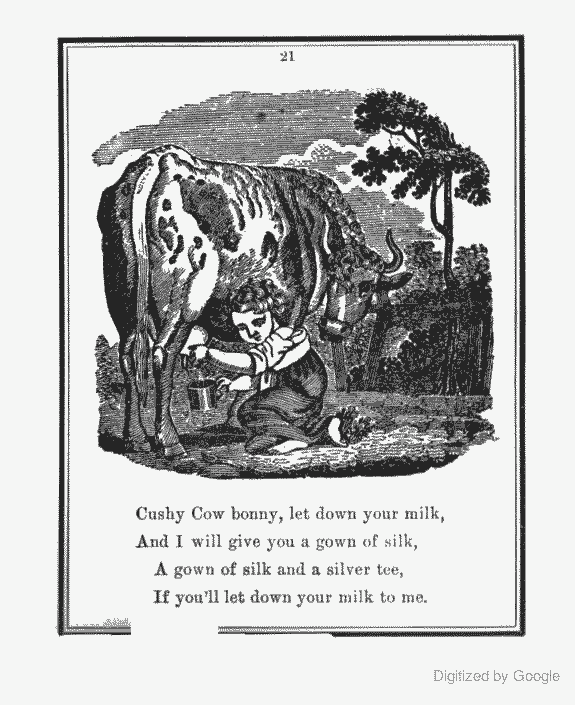 21
Cushy Cow bonny, let down your milk,
And I will give you a gown of silk,
A gown of silk and a silver tee,
If you'll let down your milk to me.
Digitized by Google